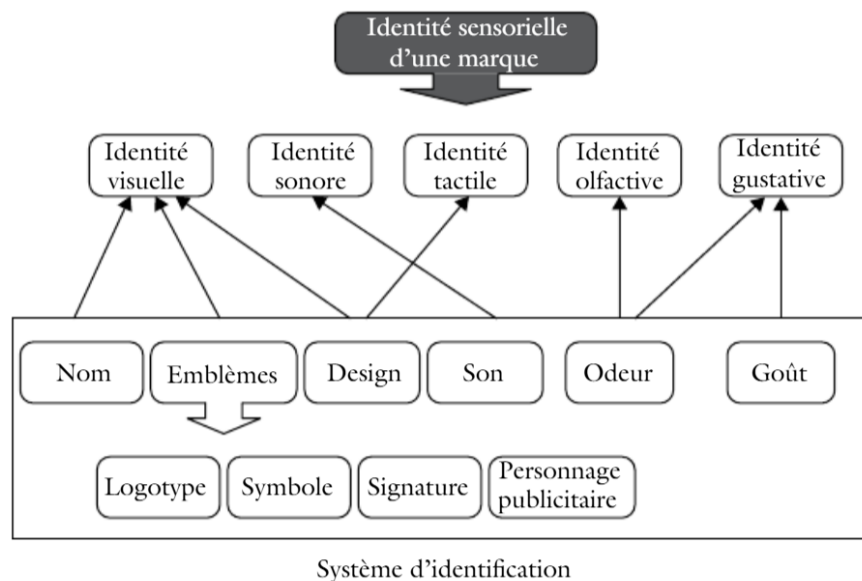 Identité sensorielle
d’une marque
Identité
visuelle
Identité
sonore
Identité
tactile
Identité
olfactive
Identité
gustative
Nom
Emblèmes
Design
Son
Odeur
Goût
Logotype
Symbole
Signature
Personnage
publicitaire
Système d’identification